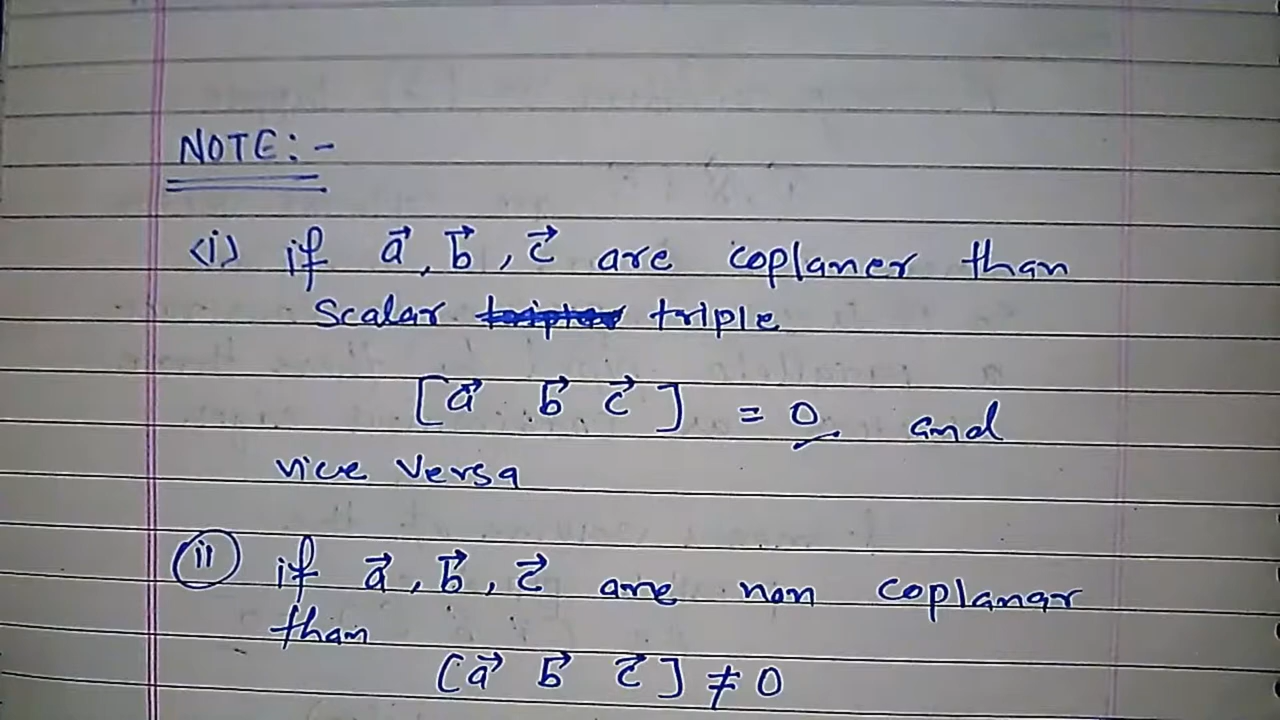 NOTE:-
(i) if a⃗, b⃗, c⃗ are coplaner than
scalar triple
[a⃗ b⃗ c⃗] = 0 and
vice versa
(ii) if a⃗, b⃗, c⃗ are non coplanar
than
[a⃗ b⃗ c⃗] ≠ 0